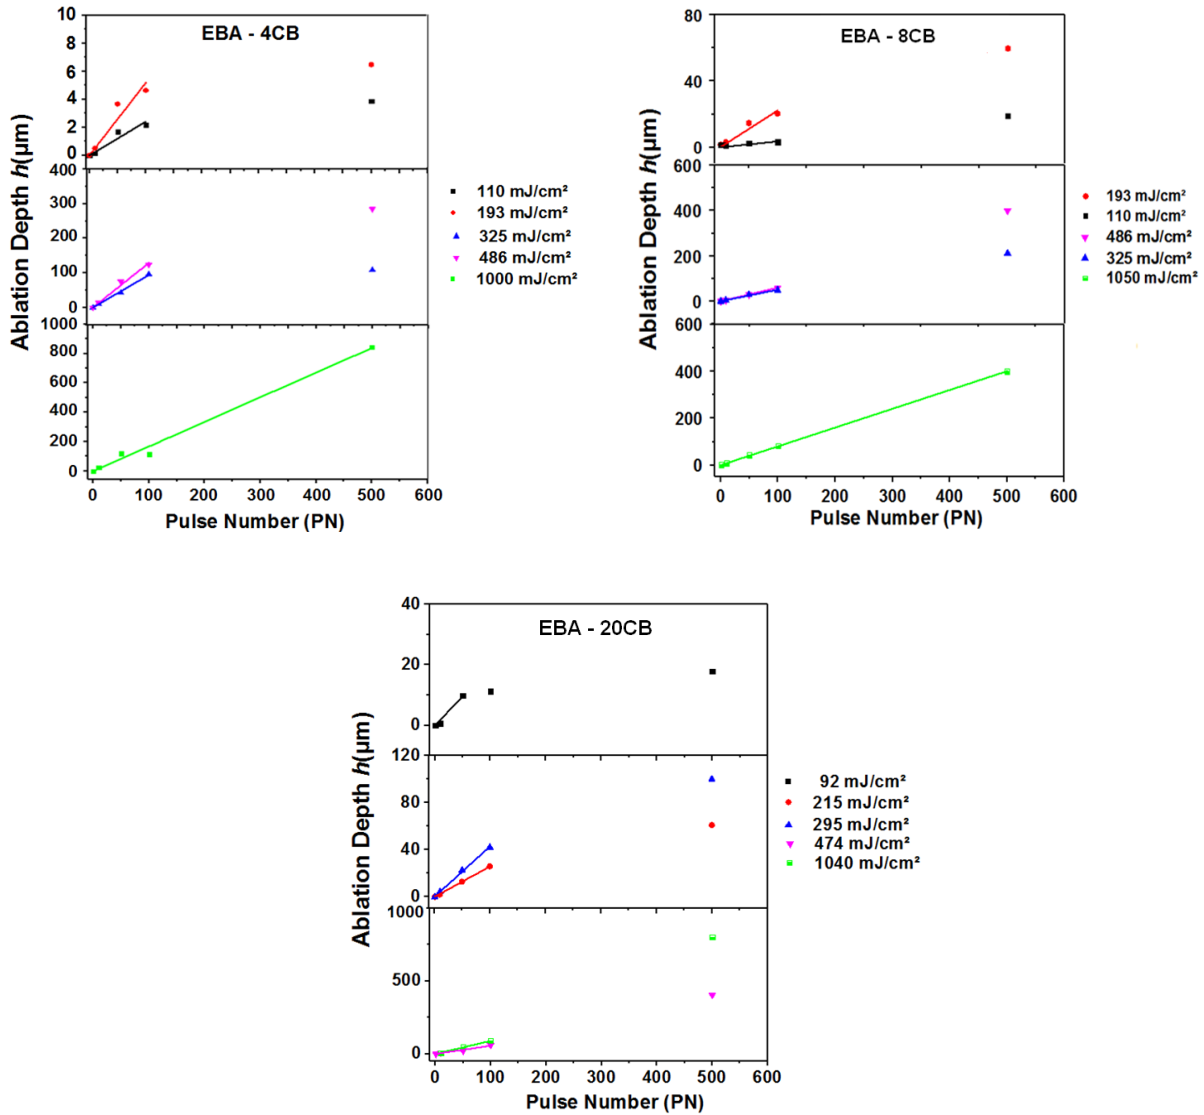 EBA - 4CB
Ablation Depth h(µm)
10
8
6
4
2
0
400
300
200
100
0
1000
800
600
400
200
0
0 100 200 300 400 500 600
Pulse Number (PN)
110 mJ/cm²
193 mJ/cm²
325 mJ/cm²
486 mJ/cm²
1000 mJ/cm²
EBA - 8CB
Ablation Depth h(µm)
80
40
0
600
400
200
0
600
400
200
0
0 100 200 300 400 500 600
Pulse Number (PN)
193 mJ/cm²
110 mJ/cm²
486 mJ/cm²
325 mJ/cm²
1050 mJ/cm²
EBA - 20CB
Ablation Depth h(µm)
40
20
0
120
80
40
0
1000
500
0
0 100 200 300 400 500 600
Pulse Number (PN)
92 mJ/cm²
215 mJ/cm²
295 mJ/cm²
474 mJ/cm²
1040 mJ/cm²